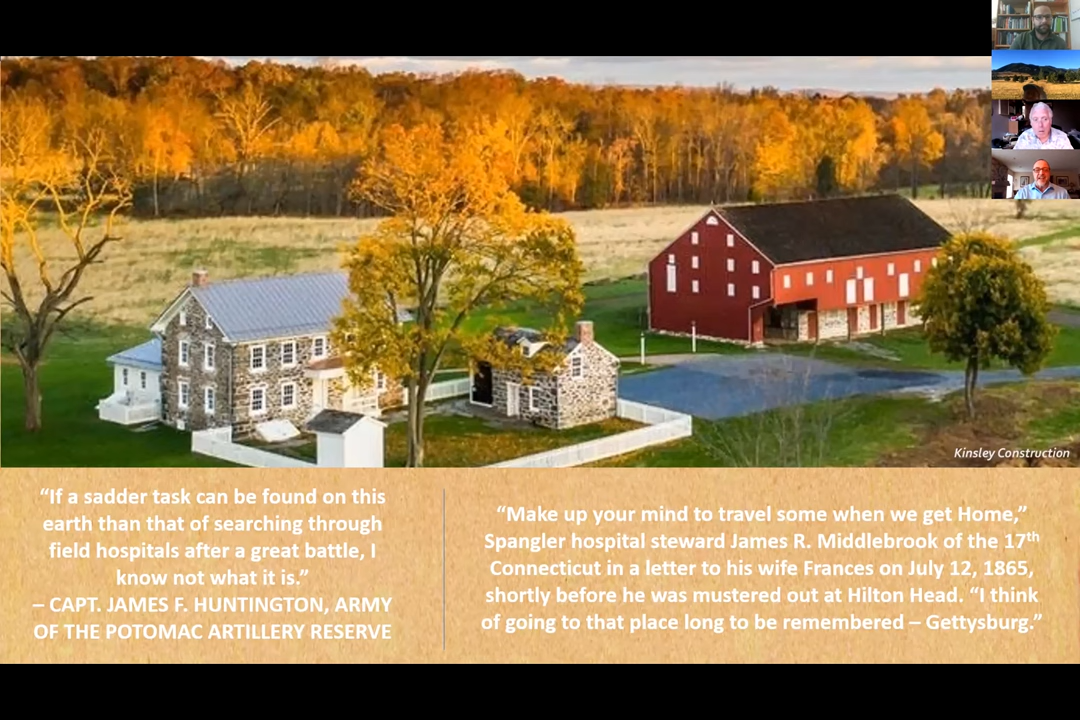 Kinsley Construction
“If a sadder task can be found on this
earth than that of searching through
field hospitals after a great battle, I
know not what it is.”
– CAPT. JAMES F. HUNTINGTON, ARMY
OF THE POTOMAC ARTILLERY RESERVE
“Make up your mind to travel some when we get Home,”
Spangler hospital steward James R. Middlebrook of the 17th
Connecticut in a letter to his wife Frances on July 12, 1865,
shortly before he was mustered out at Hilton Head. “I think
of going to that place long to be remembered – Gettysburg.”